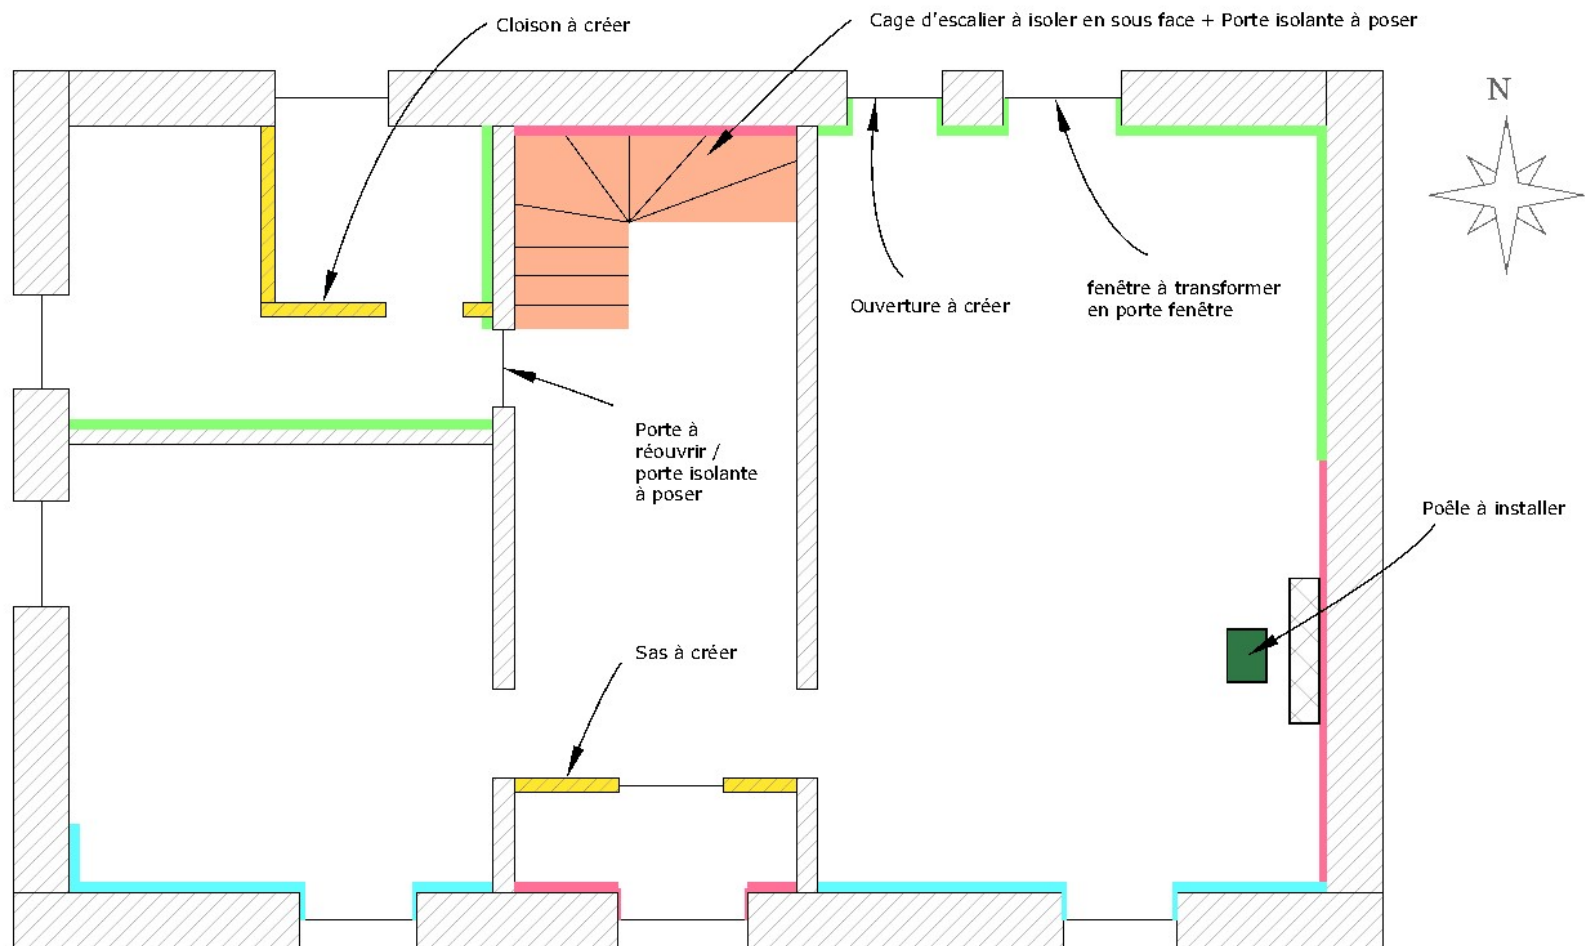 Cloison à créer
Cage d'escalier à isoler en sous face + Porte isolante à poser
N
Ouverture à créer
fenêtre à transformer
en porte fenêtre
Porte à
réouvrir /
porte isolante
à poser
Poêle à installer
Sas à créer